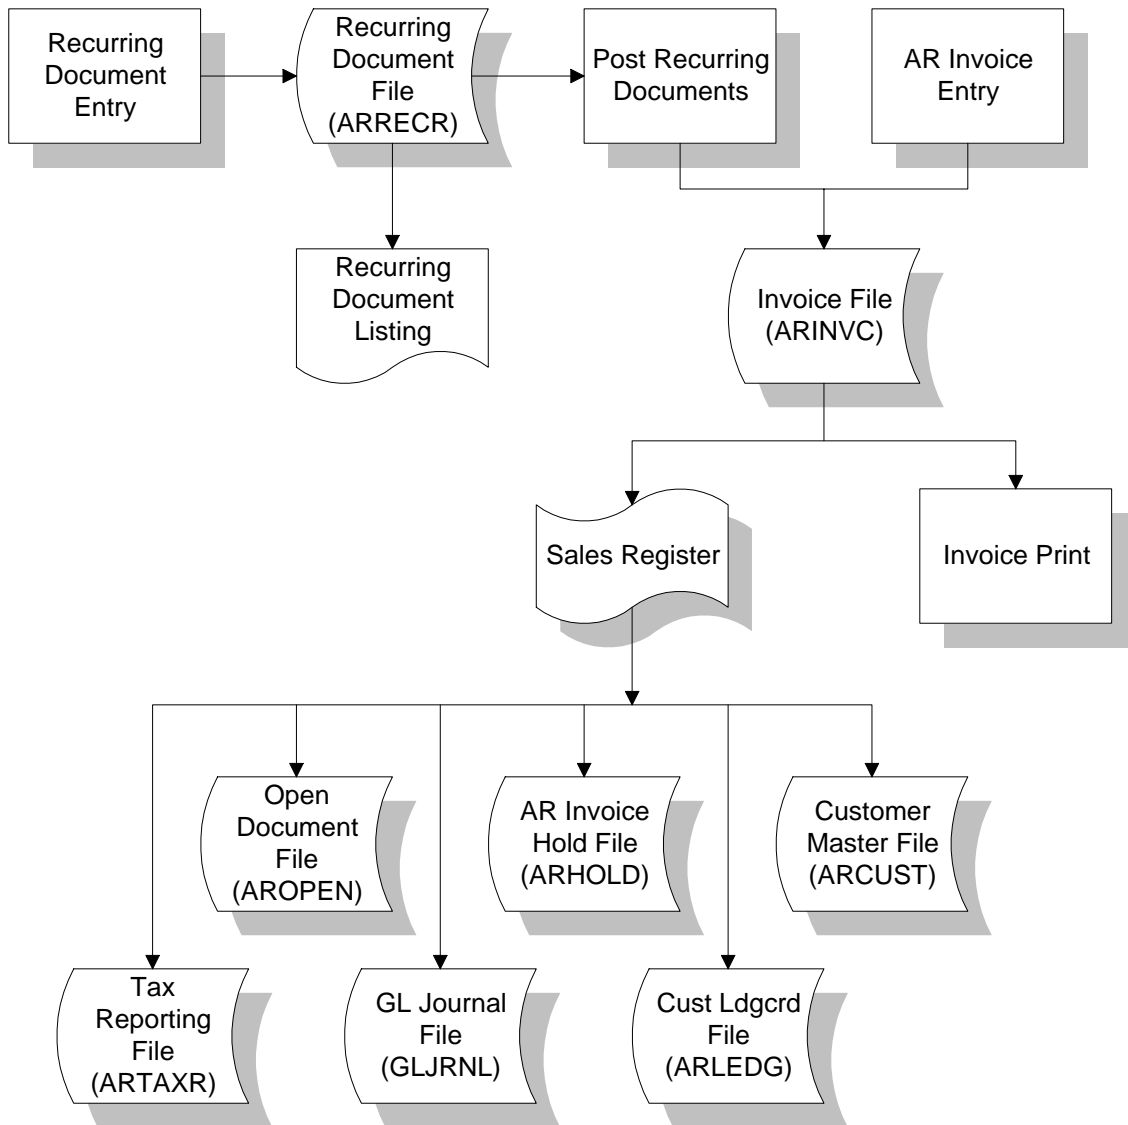 Recurring
Document
Entry
Recurring
Document
File
(ARRECR)
Post Recurring
Documents
AR Invoice
Entry
Recurring
Document
Listing
Invoice File
(ARINVC)
Sales Register
Invoice Print
Open
Document
File
(AROPEN)
AR Invoice
Hold File
(ARHOLD)
Customer
Master File
(ARCUST)
Tax
Reporting
File
(ARTAXR)
GL Journal
File
(GLJRNL)
Cust Ldgcrd
File
(ARLEDG)